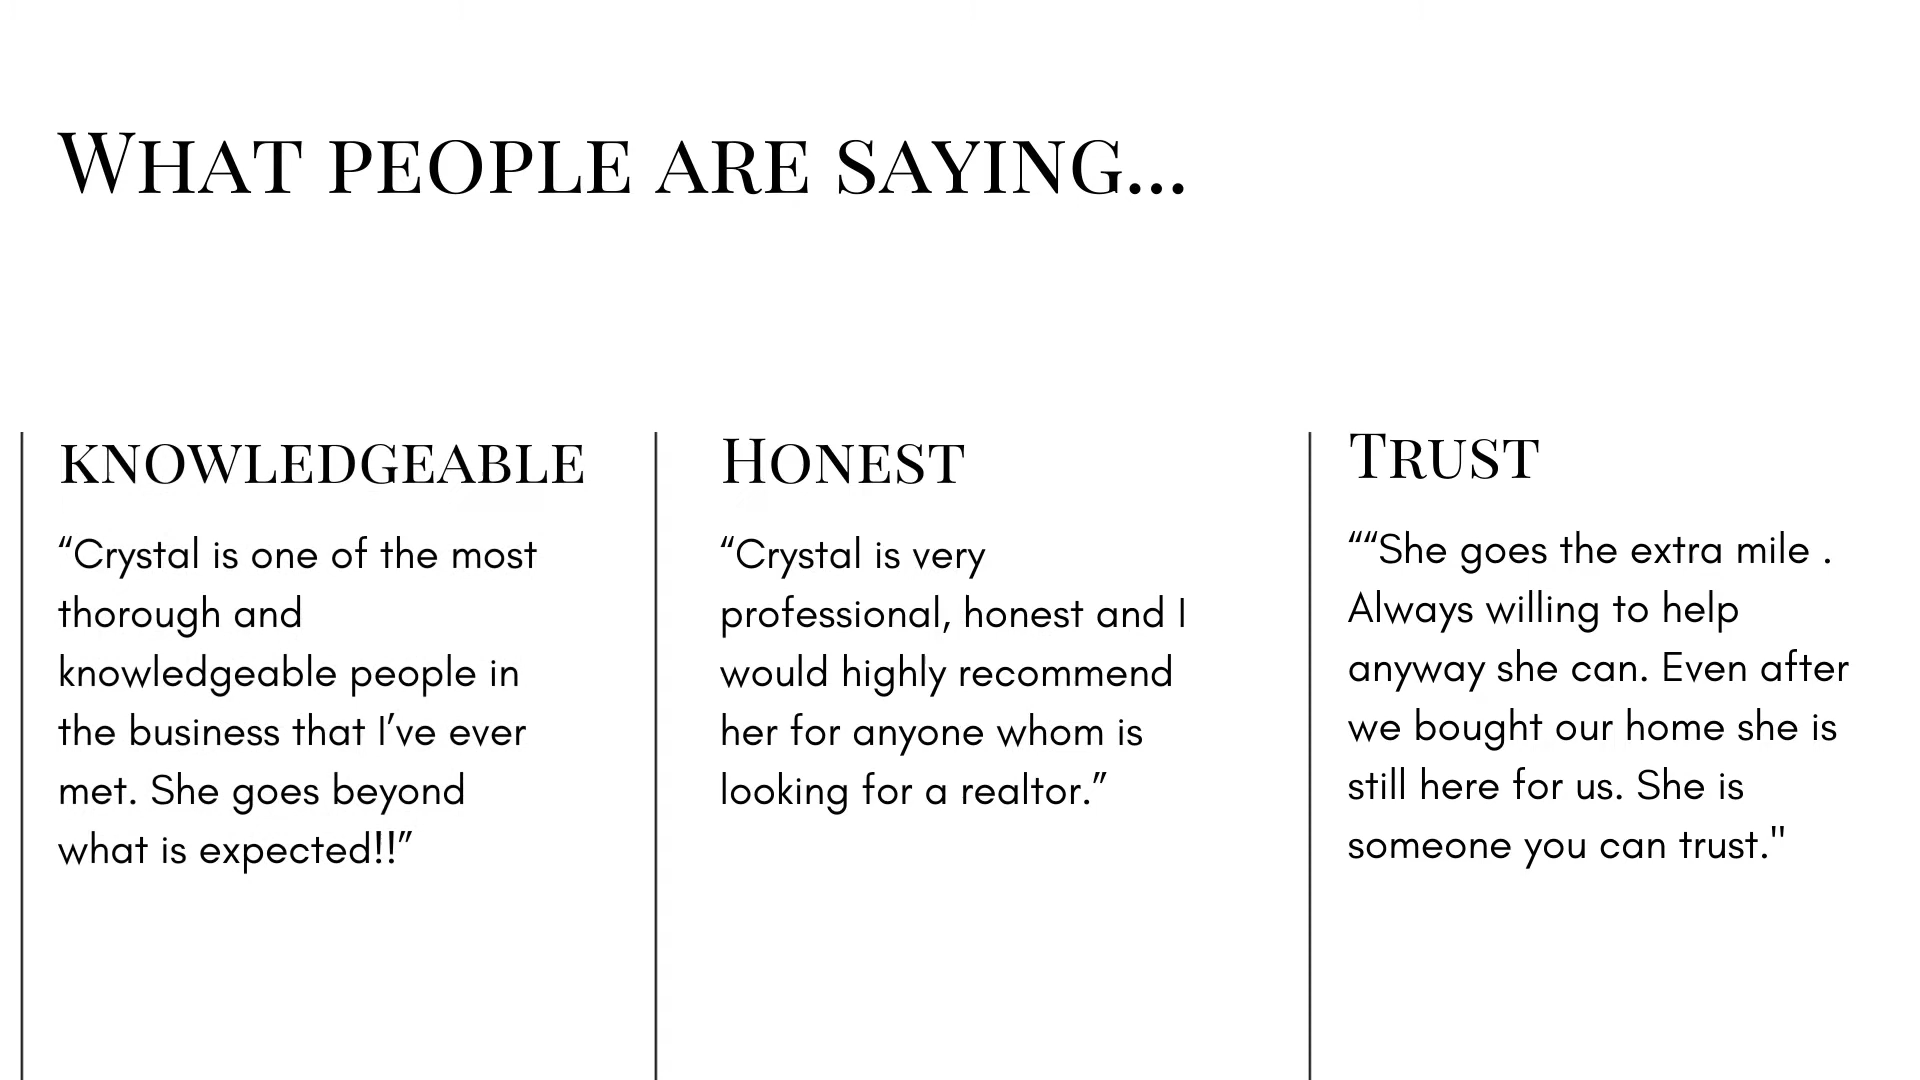 What people are saying...
knowledgeable
“Crystal is one of the most
thorough and
knowledgeable people in
the business that I’ve ever
met. She goes beyond
what is expected!!”
Honest
“Crystal is very
professional, honest and I
would highly recommend
her for anyone whom is
looking for a realtor.”
Trust
““She goes the extra mile .
Always willing to help
anyway she can. Even after
we bought our home she is
still here for us. She is
someone you can trust."